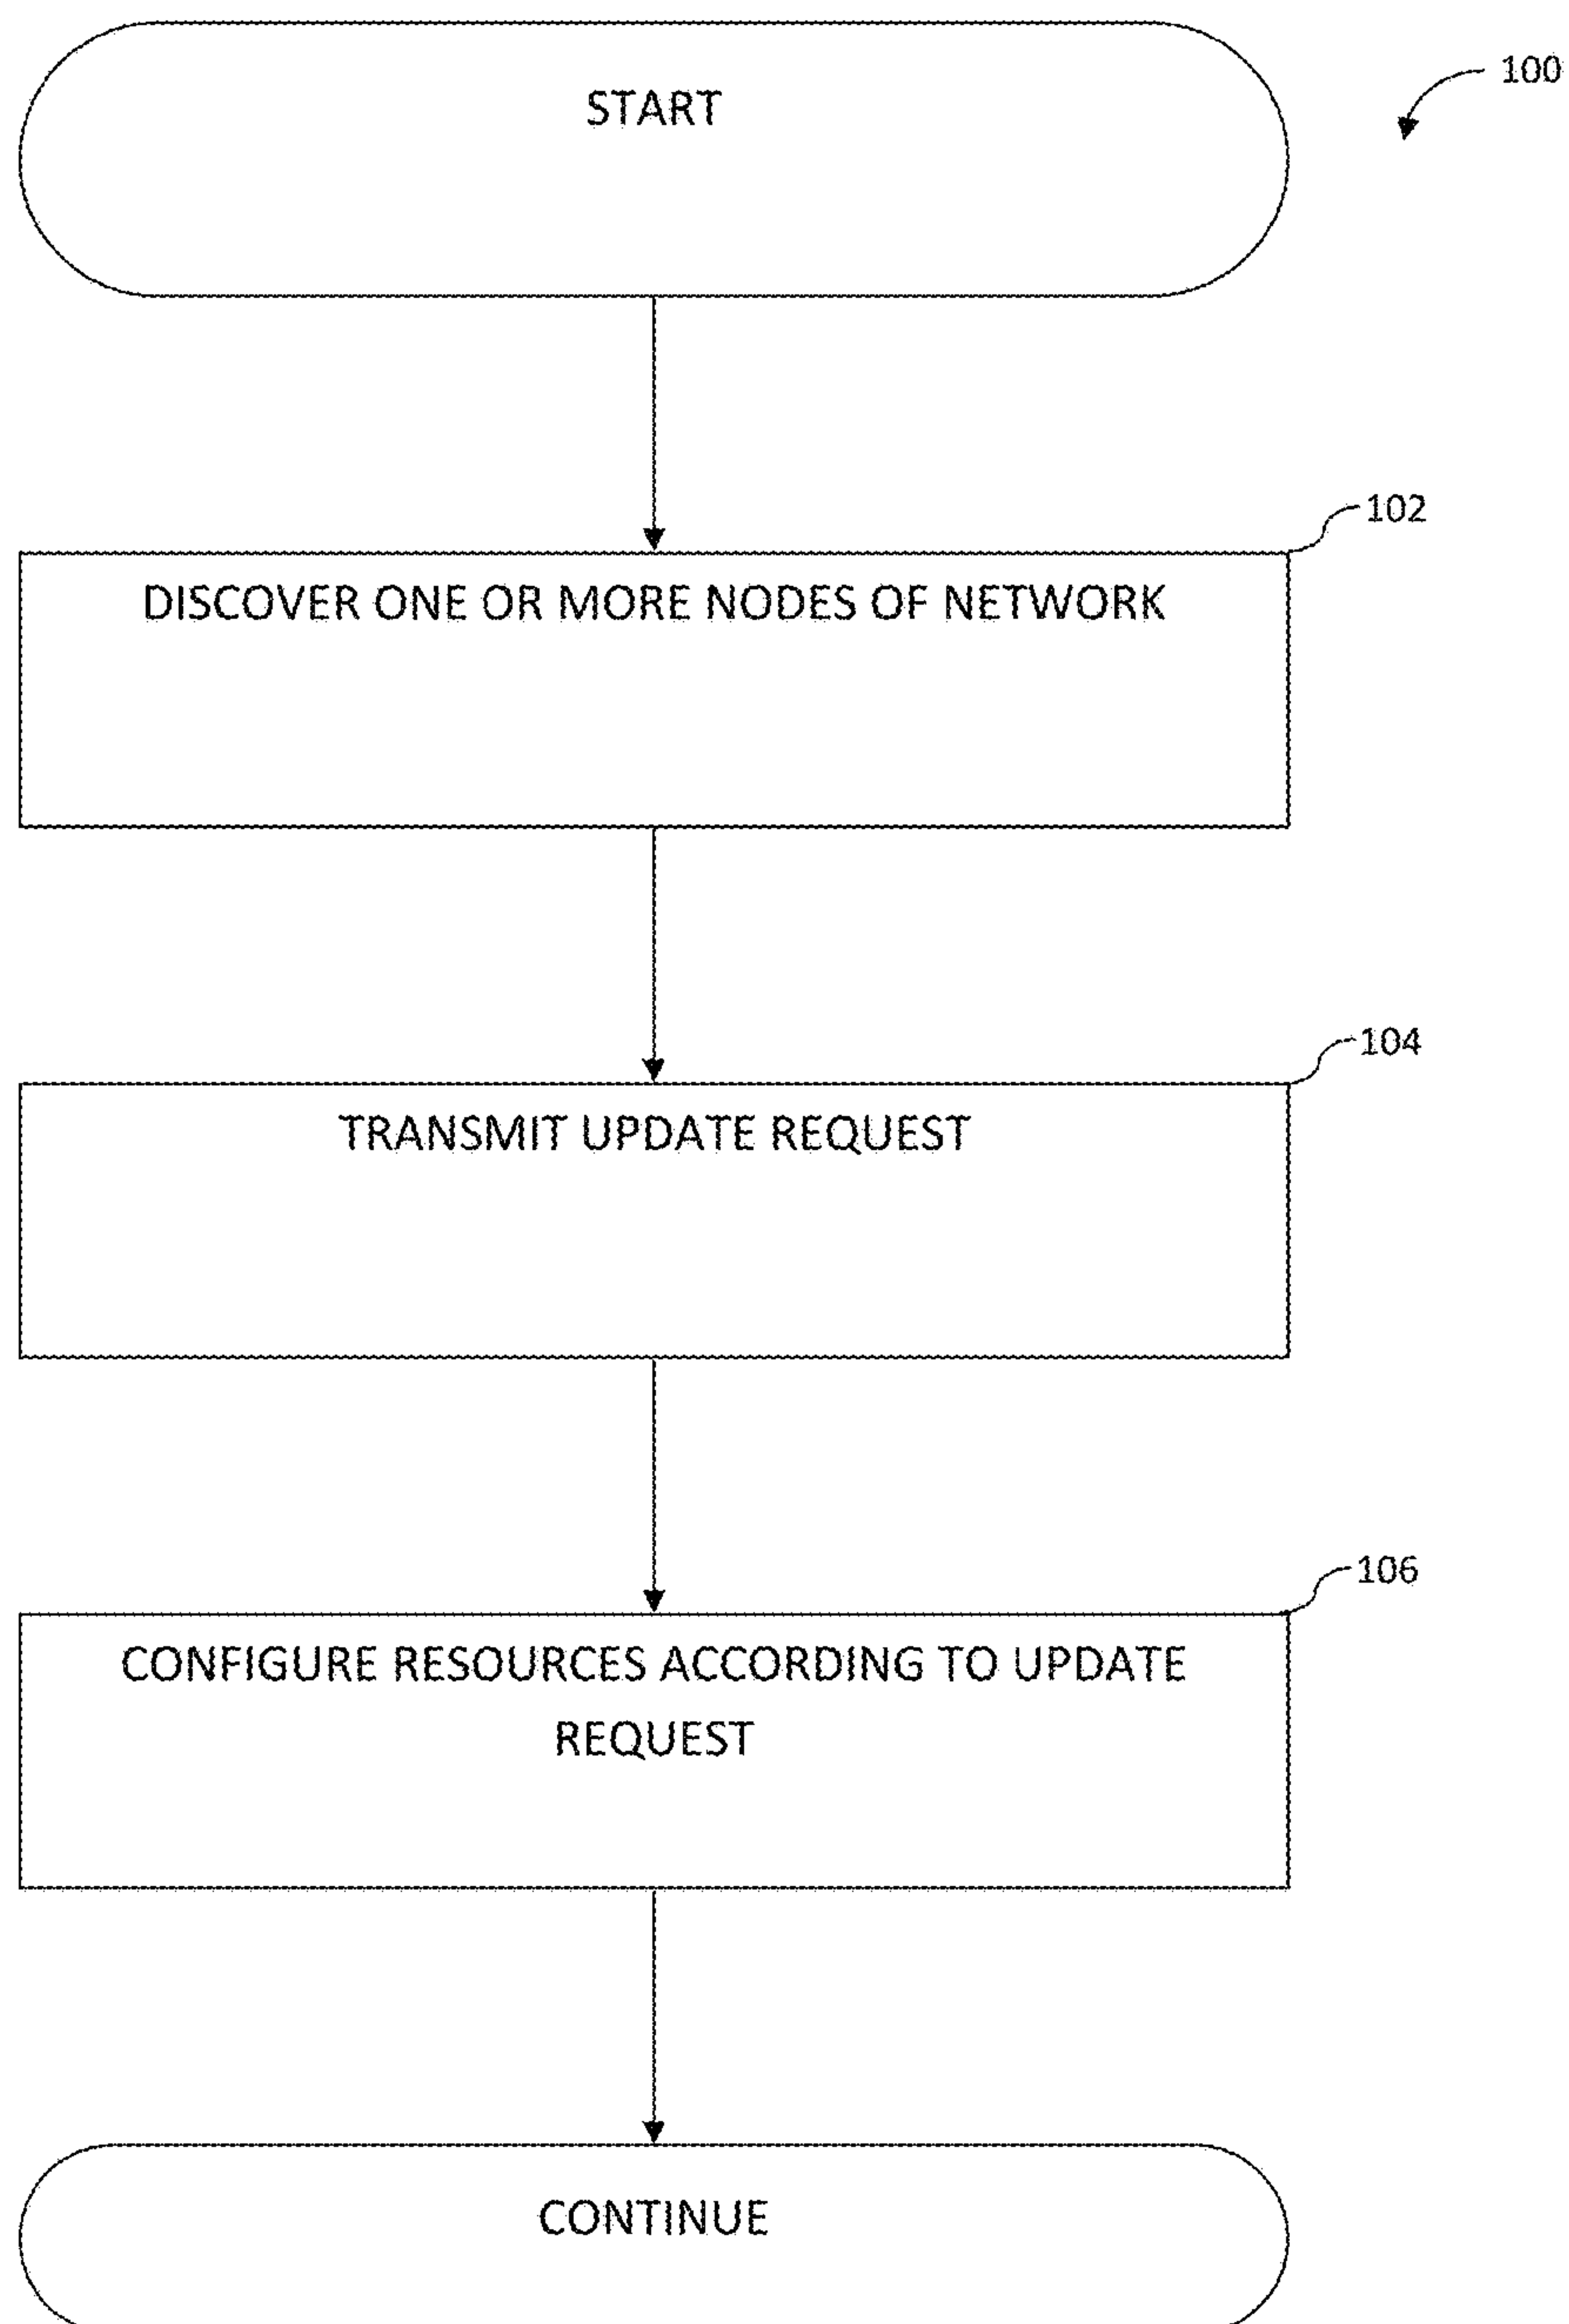 START
100
102
DISCOVER ONE OR MORE NODES OF NETWORK
104
TRANSMIT UPDATE REQUEST
106
CONFIGURE RESOURCES ACCORDING TO UPDATE
REQUEST
CONTINUE